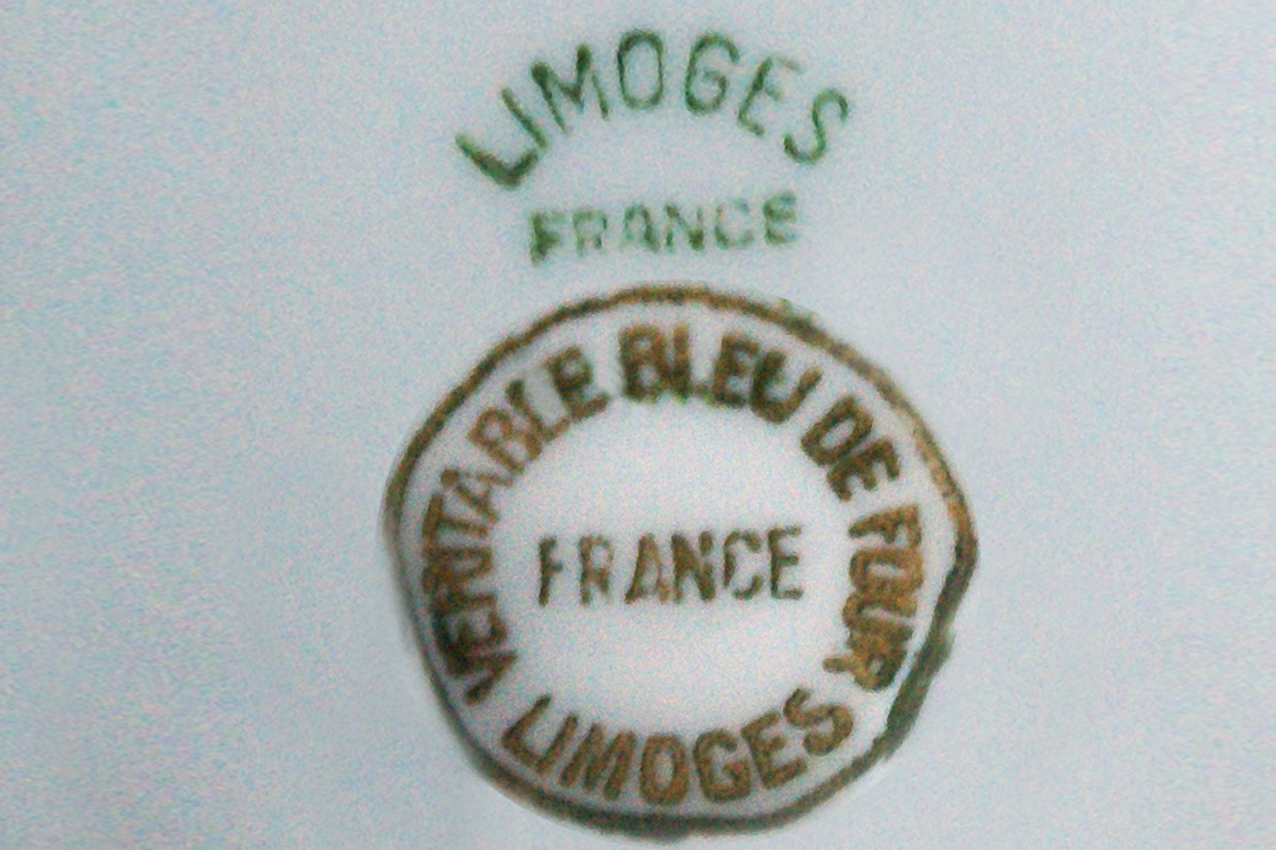 LIMOGES
FRANCE
VERITABLE BLEU DE FOUR
FRANCE
LIMOGES